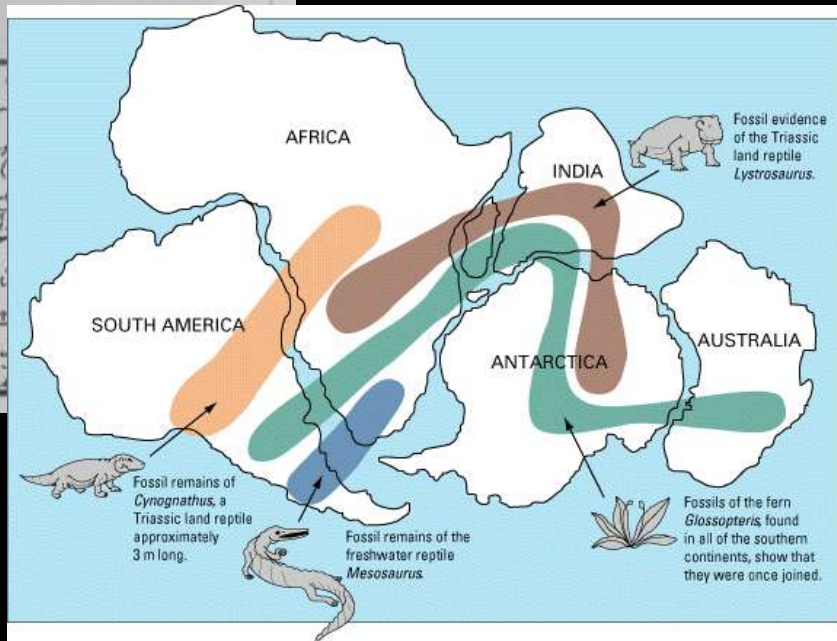 AFRICA
INDIA
Fossil evidence
of the Triassic
land reptile
Lystrosaurus.
SOUTH AMERICA
ANTARCTICA
AUSTRALIA
Fossil remains of
Cynognathus, a
Triassic land reptile
approximately
3 m long.
Fossil remains of the
freshwater reptile
Mesosaurus.
Fossils of the fern
Glossopteris, found
in all of the southern
continents, show that
they were once joined.